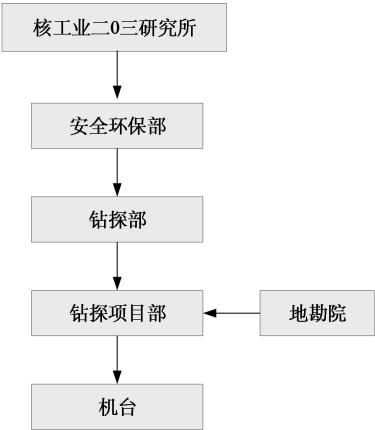 核工业二0三研究所
安全环保部
钻探部
钻探项目部
地勘院
机台